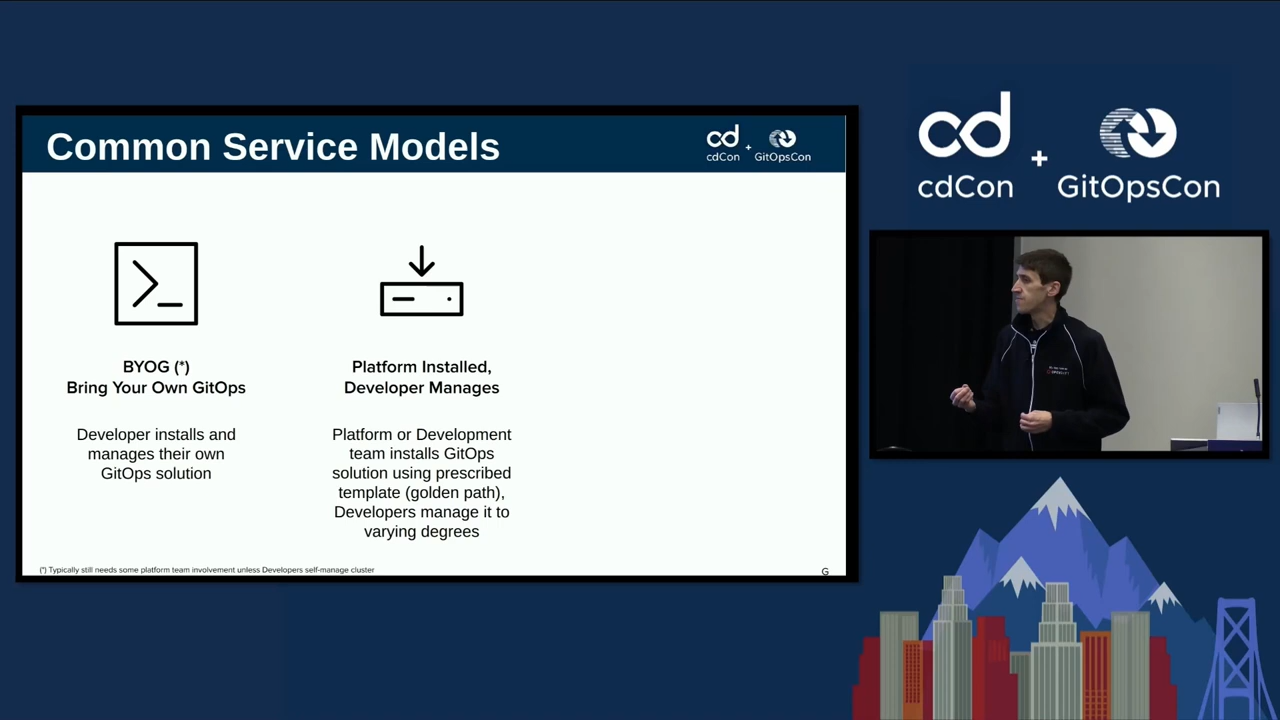 Common Service Models
cd
cdCon
+
GitOpsCon
BYOG (*)
Bring Your Own GitOps
Developer installs and
manages their own
GitOps solution
Platform Installed,
Developer Manages
Platform or Development
team installs GitOps
solution using prescribed
template (golden path),
Developers manage it to
varying degrees
(*) Typically still needs some platform team involvement unless Developers self-manage cluster
G
cd
cdCon
+
GitOpsCon